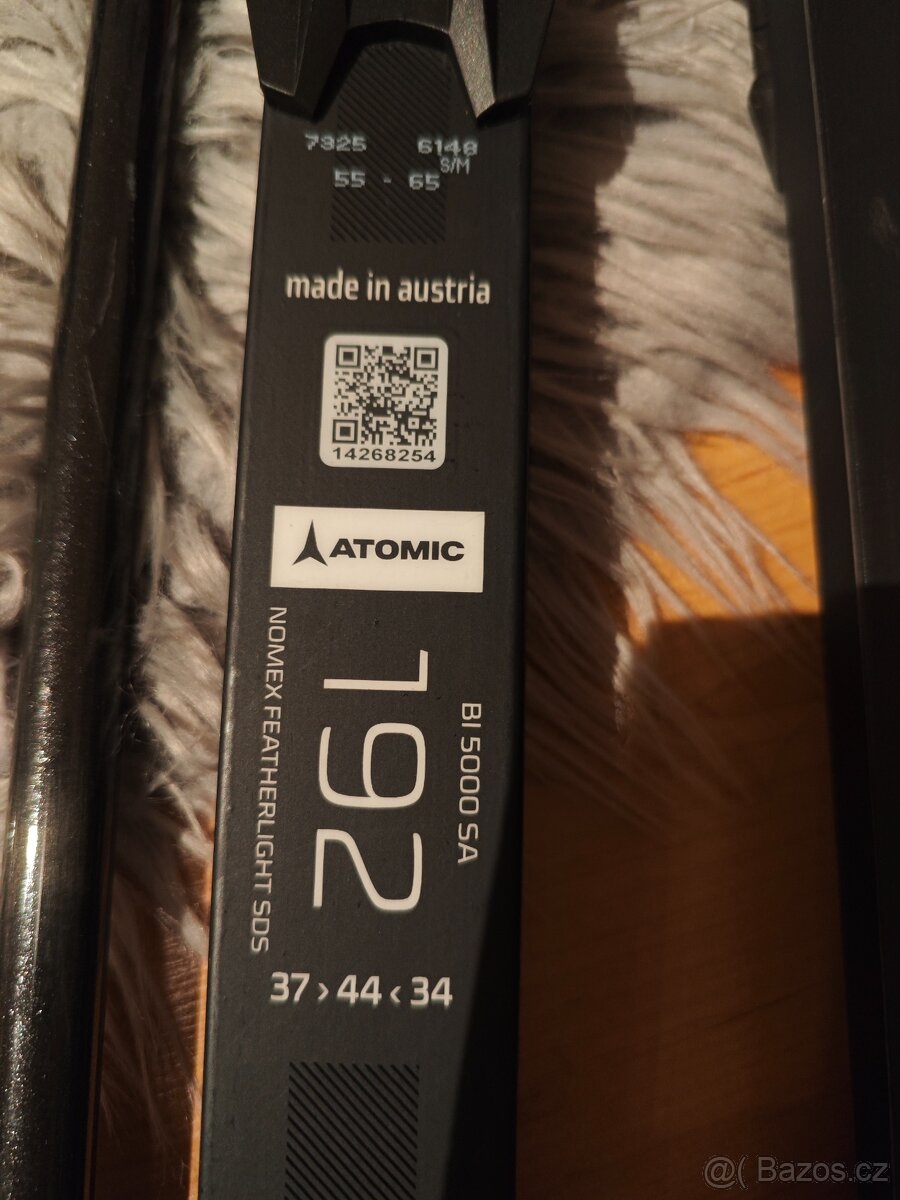 7325 6148
S/M
55 - 65
made in austria
14268254
ATOMIC
192
BI 5000 SA
NOMEX FEATHERLIGHT SDS
37 › 44 ‹ 34
@( Bazos.cz